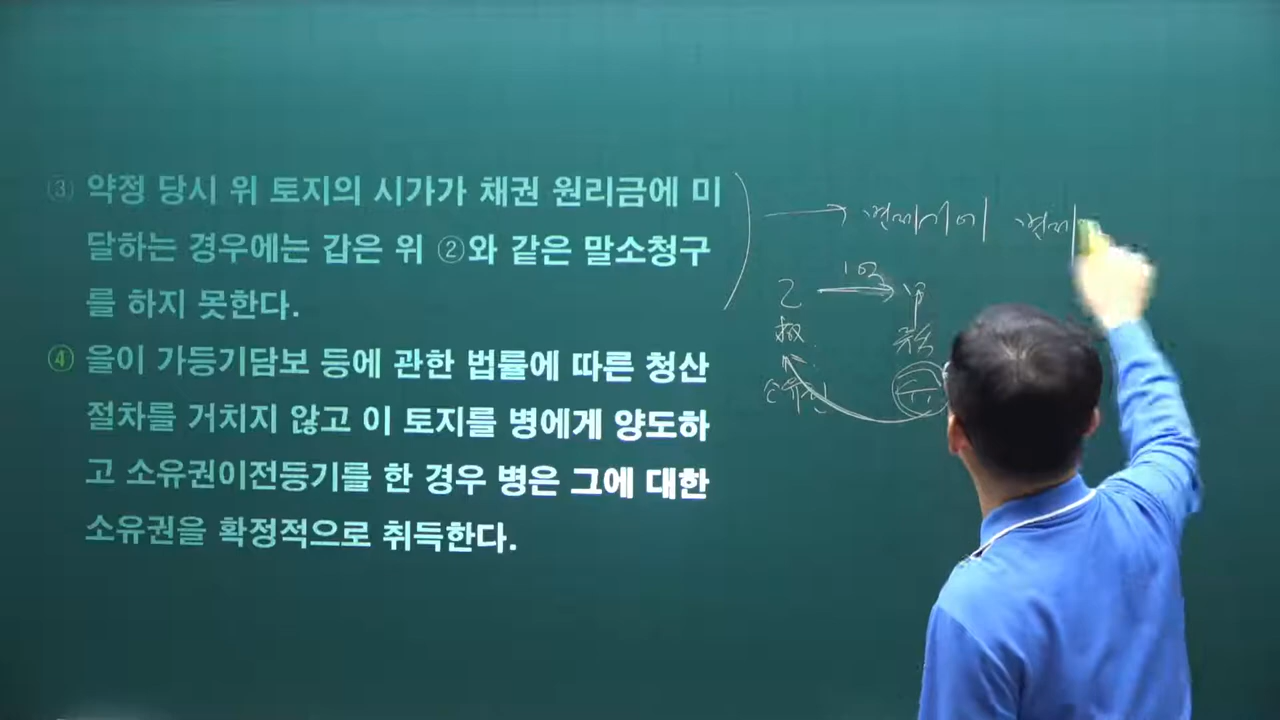 ③ 약정 당시 위 토지의 시가가 채권 원리금에 미
달하는 경우에는 갑은 위 ②와 같은 말소청구
를 하지 못한다.
④ 을이 가등기담보 등에 관한 법률에 따른 청산
절차를 거치지 않고 이 토지를 병에게 양도하
고 소유권이전등기를 한 경우 병은 그에 대한
소유권을 확정적으로 취득한다.
乙 1억 甲